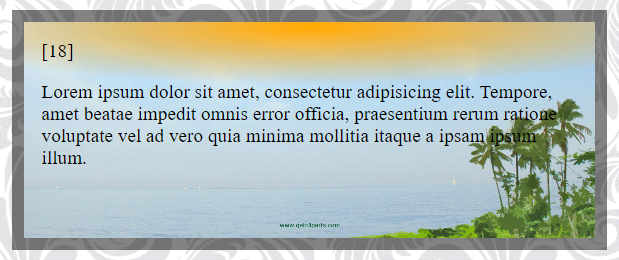 [18]
Lorem ipsum dolor sit amet, consectetur adipisicing elit. Tempore,
amet beatae impedit omnis error officia, praesentium rerum ratione
voluptate vel ad vero quia minima mollitia itaque a ipsam ipsum
illum.
www.getcliparts.com